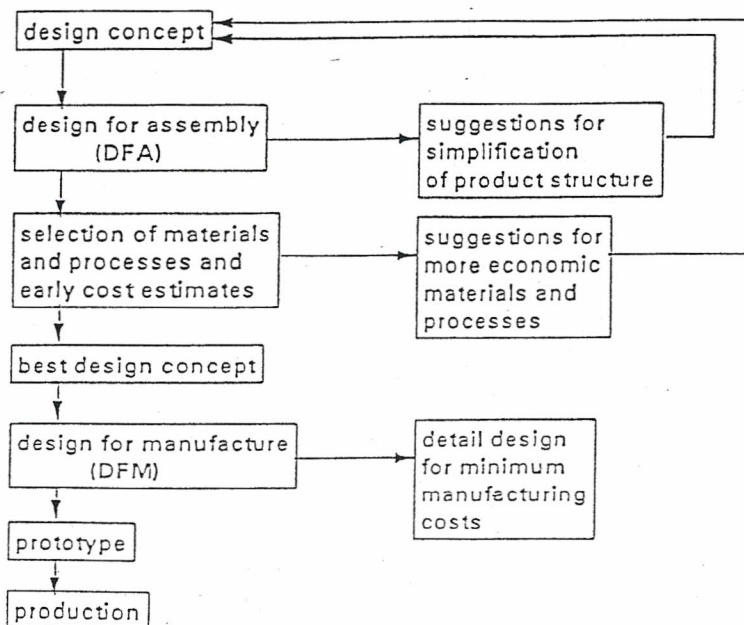 design concept
design for assembly
(DFA)
suggestions for
simplification
of product structure
selection of materials
and processes and
early cost estimates
suggestions for
more economic
materials and
processes
best design concept
design for manufacture
(DFM)
detail design
for minimum
manufacturing
costs
prototype
production